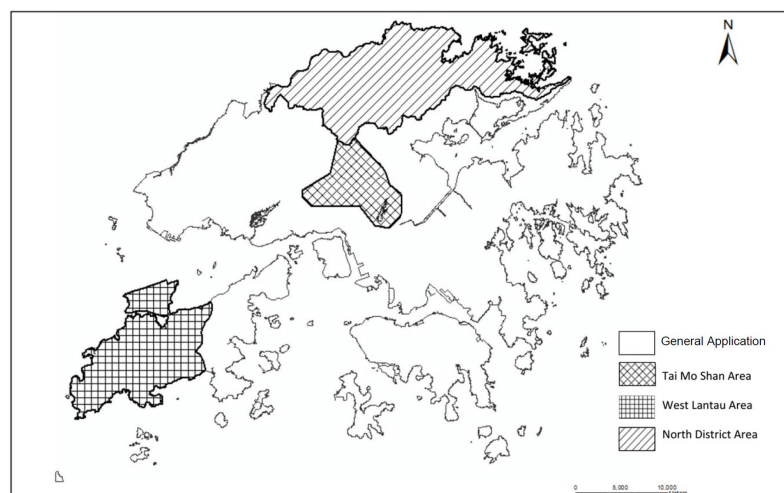 N
General Application
Tai Mo Shan Area
West Lantau Area
North District Area
0 5,000 10,000